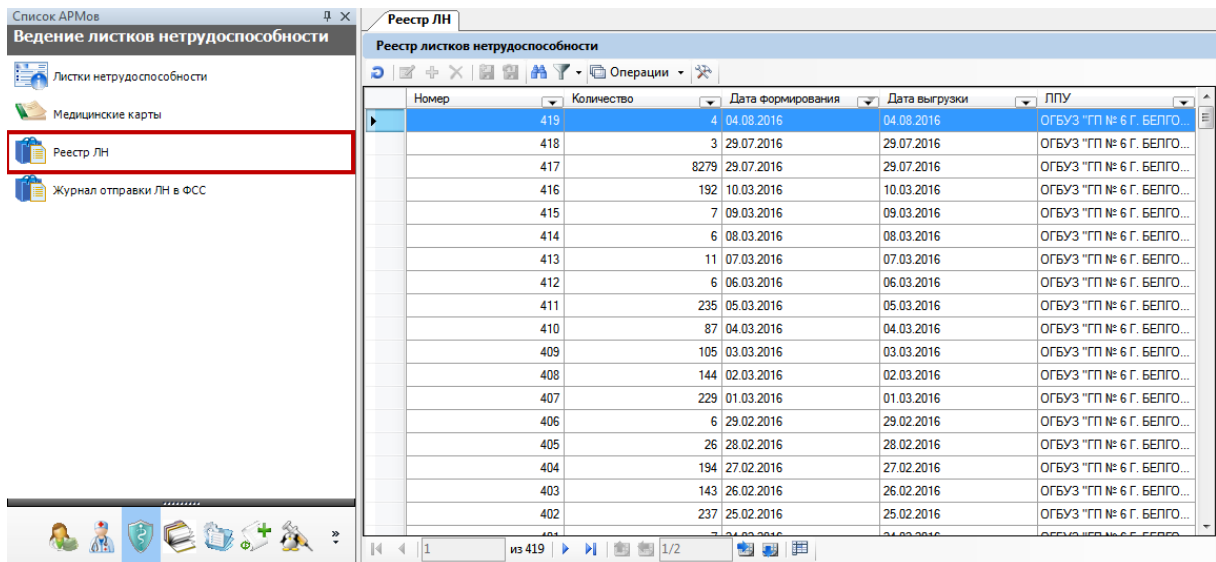 Список АРМов
Ведение листков нетрудоспособности
Листки нетрудоспособности
Медицинские карты
Реестр ЛН
Журнал отправки ЛН в ФСС
Реестр ЛН
Реестр листков нетрудоспособности
Операции
Номер Количество Дата формирования Дата выгрузки ЛПУ
419 4 04.08.2016 04.08.2016 ОГБУЗ "ГП № 6 Г. БЕЛГО...
418 3 29.07.2016 29.07.2016 ОГБУЗ "ГП № 6 Г. БЕЛГО...
417 8279 29.07.2016 29.07.2016 ОГБУЗ "ГП № 6 Г. БЕЛГО...
416 192 10.03.2016 10.03.2016 ОГБУЗ "ГП № 6 Г. БЕЛГО...
415 7 09.03.2016 09.03.2016 ОГБУЗ "ГП № 6 Г. БЕЛГО...
414 6 08.03.2016 08.03.2016 ОГБУЗ "ГП № 6 Г. БЕЛГО...
413 11 07.03.2016 07.03.2016 ОГБУЗ "ГП № 6 Г. БЕЛГО...
412 6 06.03.2016 06.03.2016 ОГБУЗ "ГП № 6 Г. БЕЛГО...
411 235 05.03.2016 05.03.2016 ОГБУЗ "ГП № 6 Г. БЕЛГО...
410 87 04.03.2016 04.03.2016 ОГБУЗ "ГП № 6 Г. БЕЛГО...
409 105 03.03.2016 03.03.2016 ОГБУЗ "ГП № 6 Г. БЕЛГО...
408 144 02.03.2016 02.03.2016 ОГБУЗ "ГП № 6 Г. БЕЛГО...
407 229 01.03.2016 01.03.2016 ОГБУЗ "ГП № 6 Г. БЕЛГО...
406 6 29.02.2016 29.02.2016 ОГБУЗ "ГП № 6 Г. БЕЛГО...
405 26 28.02.2016 28.02.2016 ОГБУЗ "ГП № 6 Г. БЕЛГО...
404 194 27.02.2016 27.02.2016 ОГБУЗ "ГП № 6 Г. БЕЛГО...
403 143 26.02.2016 26.02.2016 ОГБУЗ "ГП № 6 Г. БЕЛГО...
402 237 25.02.2016 25.02.2016 ОГБУЗ "ГП № 6 Г. БЕЛГО...
1 из 419 1/2